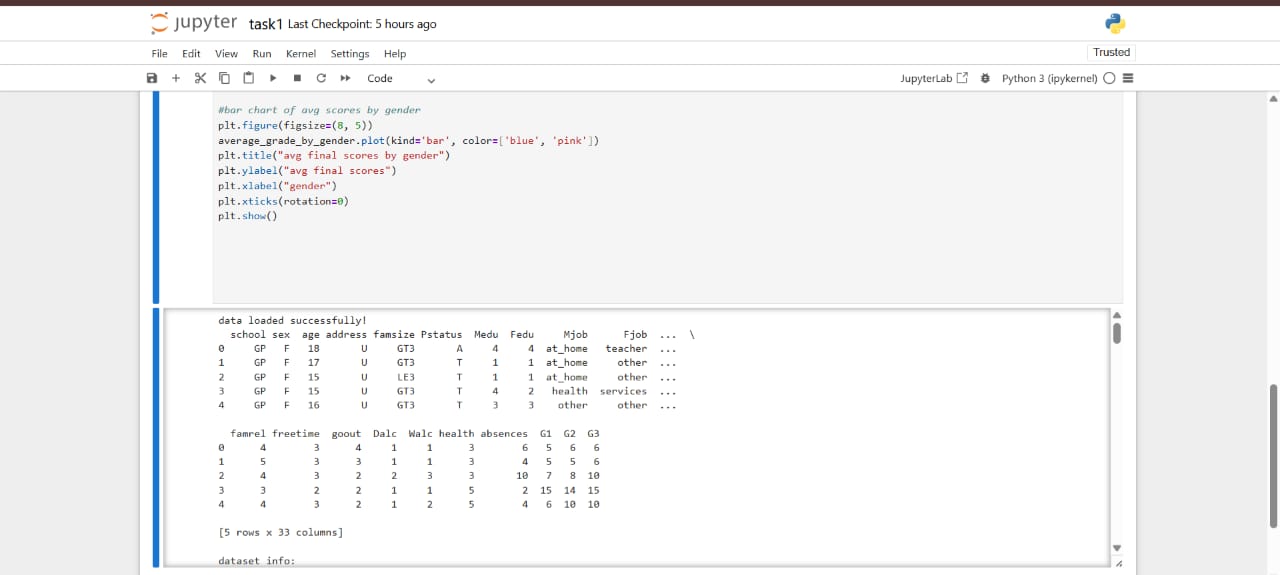 jupyter task1 Last Checkpoint: 5 hours ago
File Edit View Run Kernel Settings Help Trusted
Code JupyterLab Python 3 (ipykernel)
#bar chart of avg scores by gender
plt.figure(figsize=(8, 5))
average_grade_by_gender.plot(kind='bar', color=['blue', 'pink'])
plt.title("avg final scores by gender")
plt.ylabel("avg final scores")
plt.xlabel("gender")
plt.xticks(rotation=0)
plt.show()
data loaded successfully!
school sex age address famsize Pstatus Medu Fedu Mjob Fjob ... \
0 GP F 18 U GT3 A 4 4 at_home teacher ...
1 GP F 17 U GT3 T 1 1 at_home other ...
2 GP F 15 U LE3 T 1 1 at_home other ...
3 GP F 15 U GT3 T 4 2 health services ...
4 GP F 16 U GT3 T 3 3 other other ...
famrel freetime goout Dalc Walc health absences G1 G2 G3
0 4 3 4 1 1 3 6 5 6 6
1 5 3 3 1 1 3 4 5 5 6
2 4 3 2 2 3 3 10 7 8 10
3 3 2 2 1 1 5 2 15 14 15
4 4 3 2 1 2 5 4 6 10 10
[5 rows x 33 columns]
dataset info: